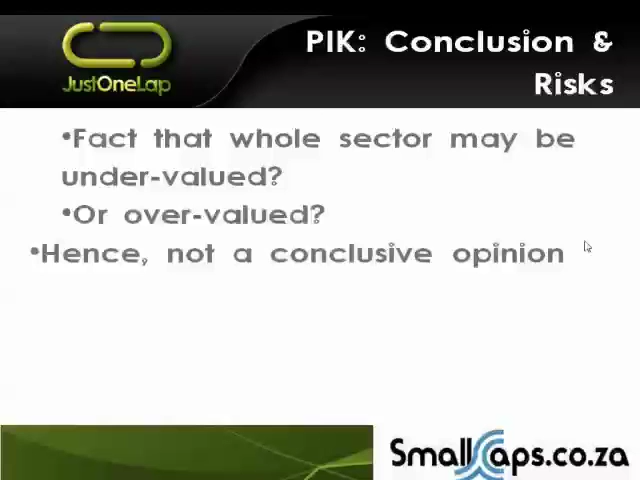 JustOneLap
PIK: Conclusion &
Risks
•Fact that whole sector may be
under-valued?
•Or over-valued?
•Hence, not a conclusive opinion
SmallCaps.co.za